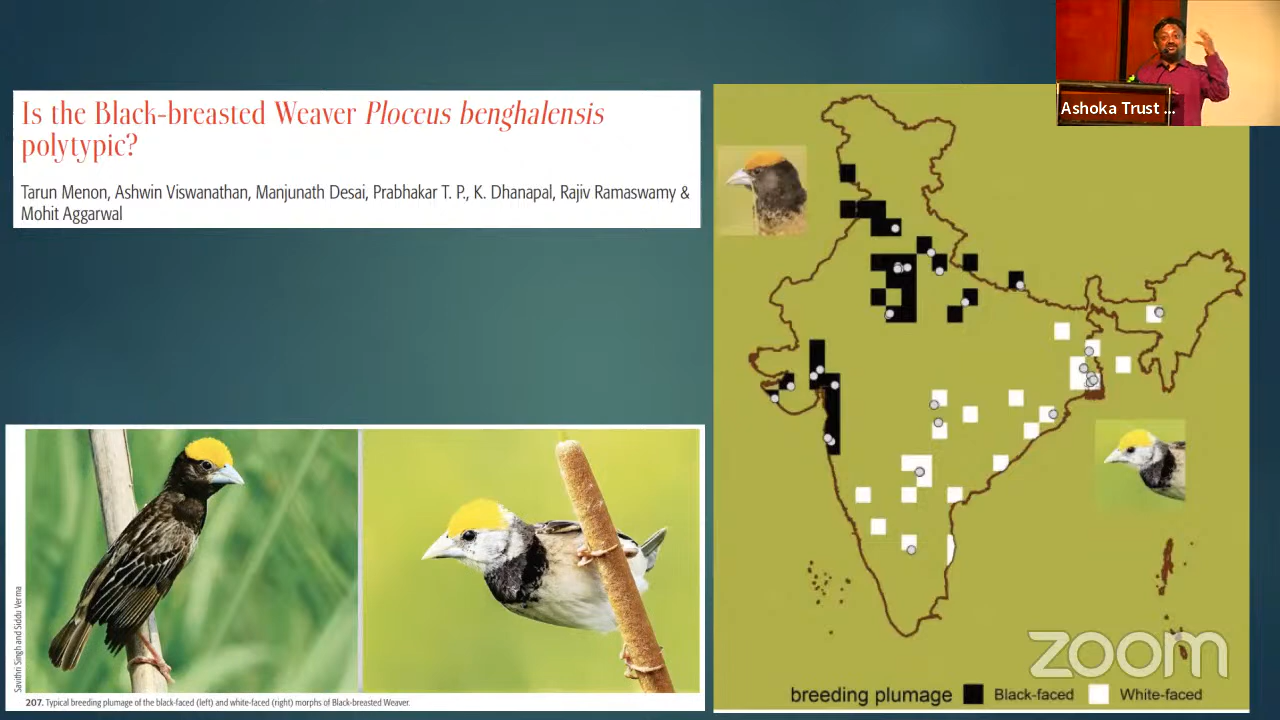 Is the Black-breasted Weaver Ploceus benghalensis
polytypic?
Tarun Menon, Ashwin Viswanathan, Manjunath Desai, Prabhakar T. P., K. Dhanapal, Rajiv Ramaswamy &
Mohit Aggarwal
Ashoka Trust ...
Savithri Singh and Siddu Verma
207. Typical breeding plumage of the black-faced (left) and white-faced (right) morphs of Black-breasted Weaver.
zoom
breeding plumage Black-faced White-faced